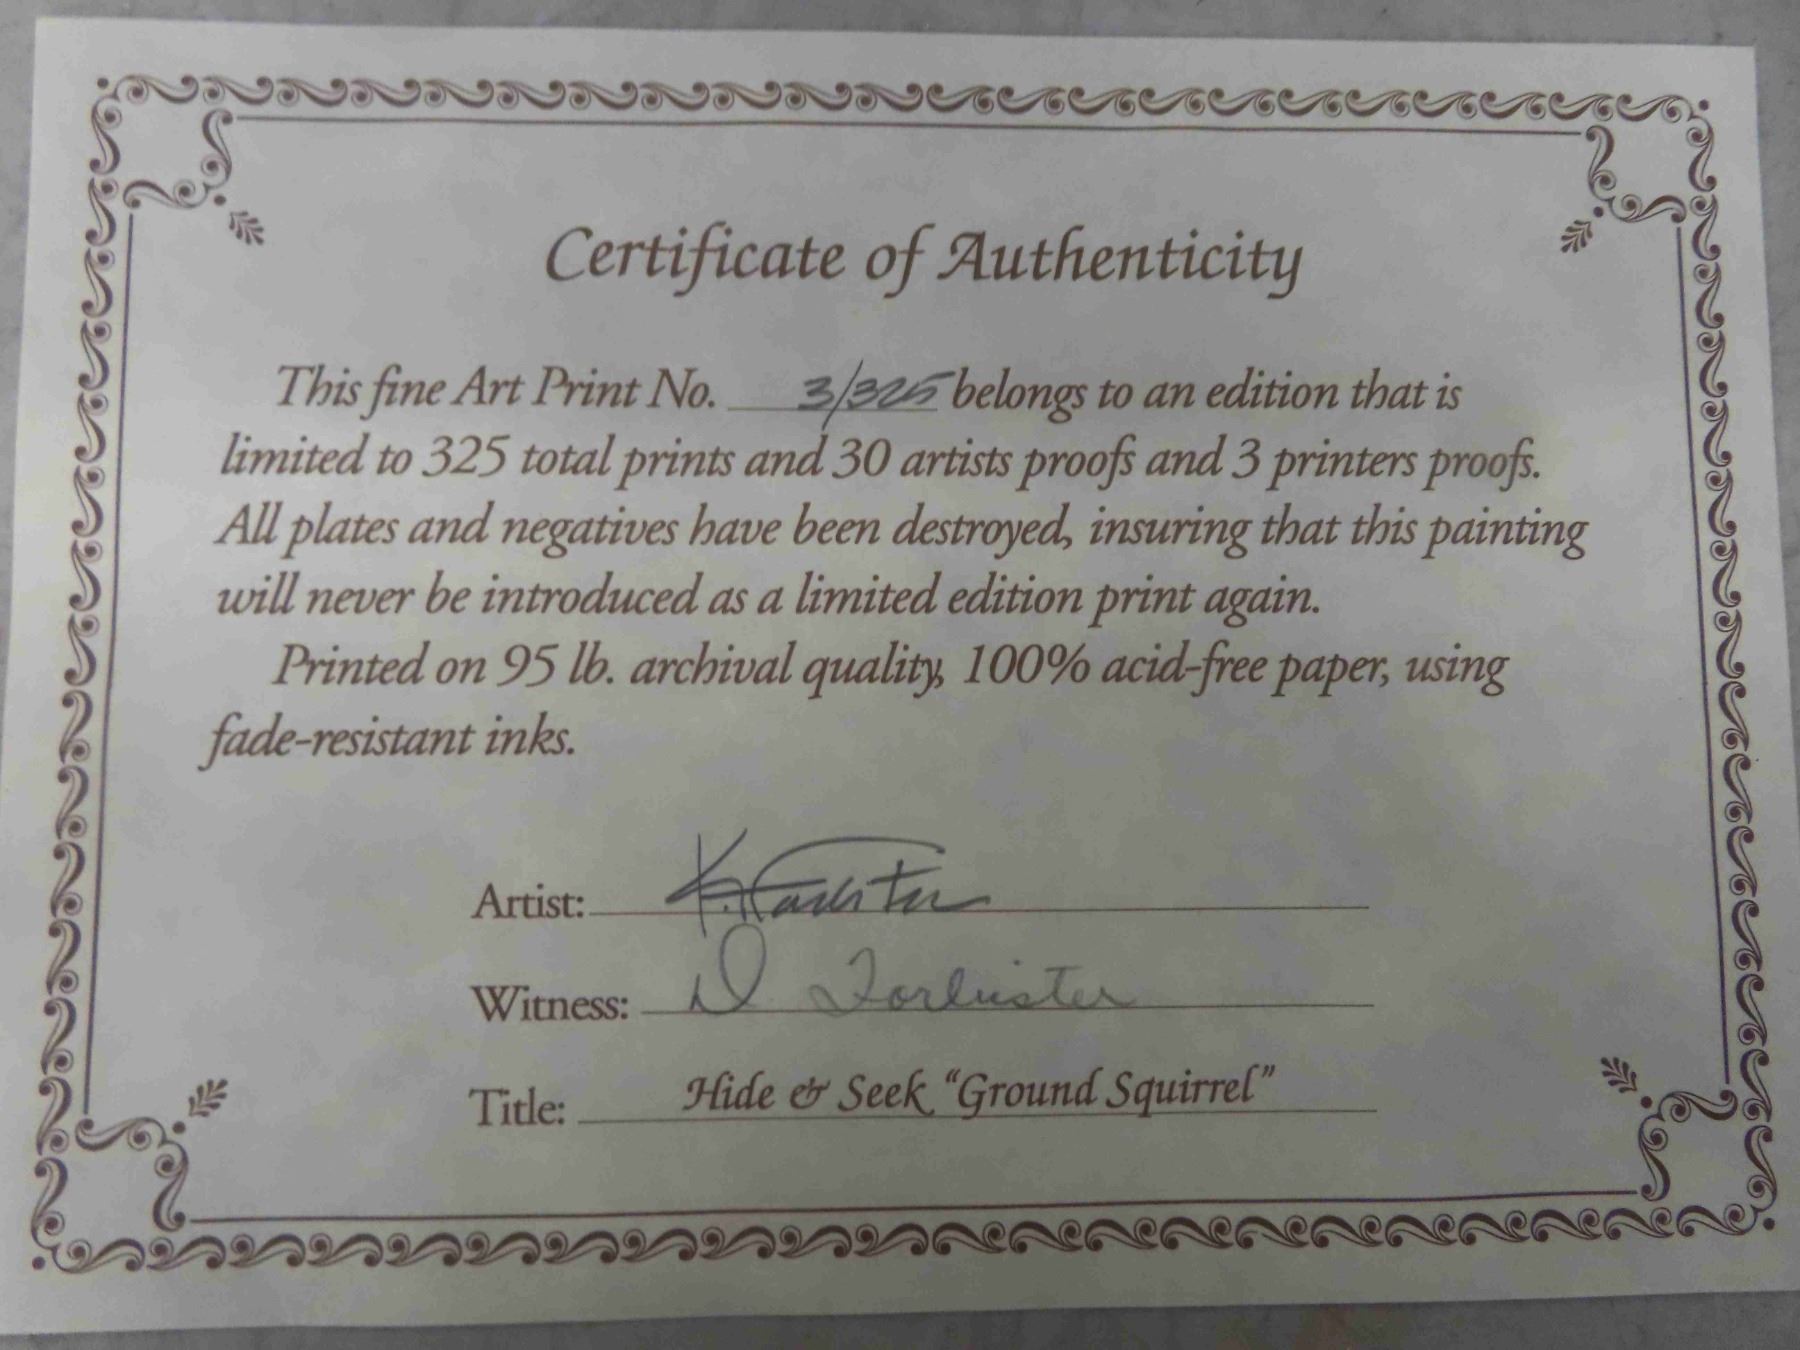 Certificate of Authenticity
This fine Art Print No. 3/325 belongs to an edition that is
limited to 325 total prints and 30 artists proofs and 3 printers proofs.
All plates and negatives have been destroyed, insuring that this painting
will never be introduced as a limited edition print again.
Printed on 95 lb. archival quality, 100% acid-free paper, using
fade-resistant inks.
Artist: K.
Witness: D
Title: Hide & Seek "Ground Squirrel"